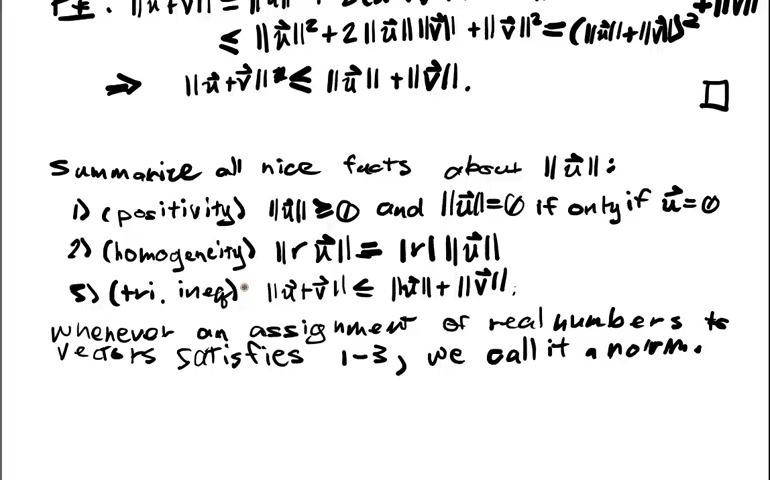 Pf: ||u⃗+v⃗||² =
≤ ||u⃗||² + 2||u⃗|| ||v⃗|| + ||v⃗||² = (||u⃗||+||v⃗||)²
⇒ ||u⃗+v⃗|| ≤ ||u⃗|| + ||v⃗||. □
Summarize all nice facts about ||u⃗||:
1) (positivity) ||u⃗|| ≥ 0 and ||u⃗||=0 if only if u⃗=0
2) (homogeneity) ||r u⃗|| = |r| ||u⃗||
3) (tri. ineq) ||u⃗+v⃗|| ≤ ||u⃗|| + ||v⃗||.
whenever an assignment of real numbers to
vectors satisfies 1-3, we call it a norm.